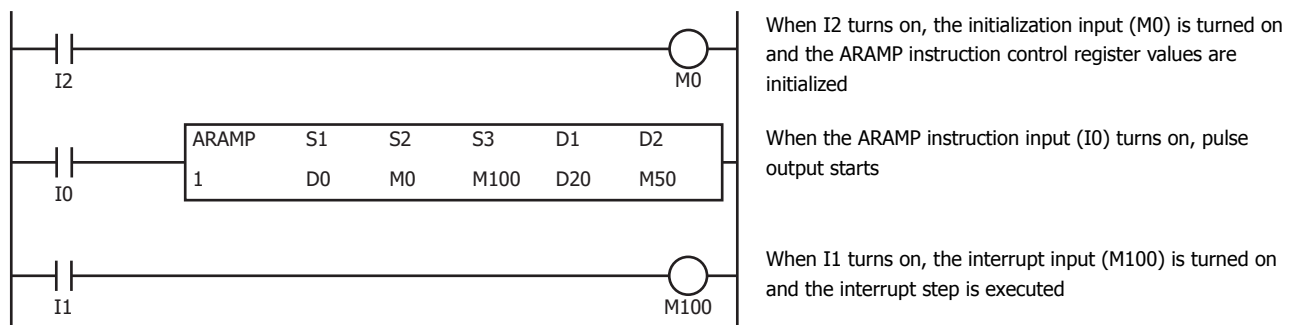 When I2 turns on, the initialization input (M0) is turned on
and the ARAMP instruction control register values are
initialized
I2
M0
ARAMP S1 S2 S3 D1 D2
1 D0 M0 M100 D20 M50
I0
When the ARAMP instruction input (I0) turns on, pulse
output starts
When I1 turns on, the interrupt input (M100) is turned on
and the interrupt step is executed
I1
M100